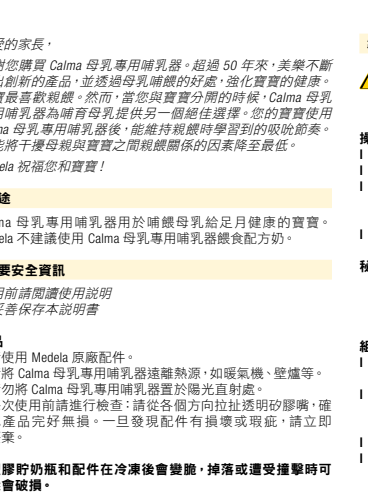 愛的家長，
謝您購買 Calma 母乳專用哺乳器。超過 50 年來，美樂不斷
出創新的產品，並透過母乳哺餵的好處，強化寶寶的健康。
寶最喜歡親餵。然而，當您與寶寶分開的時候，Calma 母乳
用哺乳器為哺育母乳提供另一個絕佳選擇。您的寶寶使用
ma 母乳專用哺乳器後，能維持親餵時學習到的吸吮節奏。
能將干擾母親與寶寶之間親餵關係的因素降至最低。
dela 祝福您和寶寶！
途
ma 母乳專用哺乳器用於哺餵母乳給足月健康的寶寶。
dela 不建議使用 Calma 母乳專用哺乳器餵食配方奶。
要安全資訊
用前請閱讀使用説明
妥善保存本説明書
品
使用 Medela 原廠配件。
將 Calma 母乳專用哺乳器遠離熱源，如暖氣機、壁爐等。
勿將 Calma 母乳專用哺乳器置於陽光直射處。
次使用前請進行檢查：請從各個方向拉扯透明矽膠嘴，確
產品完好無損。一旦發現配件有損壞或瑕疵，請立即
棄。
膠貯奶瓶和配件在冷凍後會變脆，掉落或遭受撞擊時可
會破損。
操
秘
組